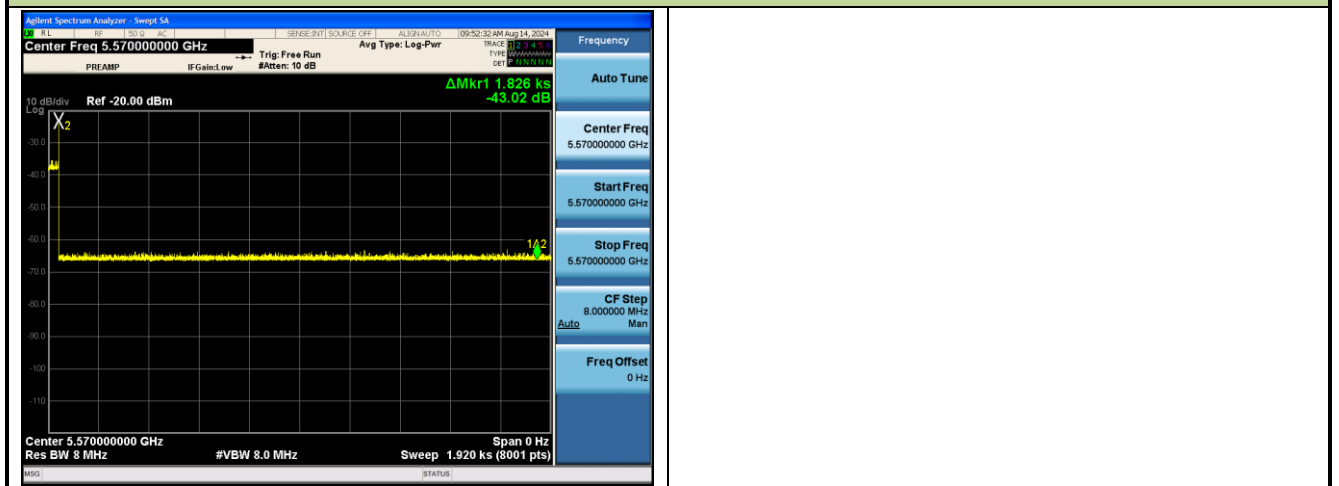 Agilent Spectrum Analyzer - Swept SA
RL RF 50 Ω AC SENSE:INT SOURCE OFF ALIGNAUTO 09:52:32 AM Aug 14, 2024
Center Freq 5.570000000 GHz
Avg Type: Log-Pwr
TRACE 1 2 3 4 5 6
TYPE
DET P N N N N N
Trig: Free Run
PREAMP IFGain:Low #Atten: 10 dB
ΔMkr1 1.826 ks
-43.02 dB
10 dB/div Ref -20.00 dBm
Log
X2
-30.0
-40.0
-50.0
-60.0
1Δ2
-70.0
-80.0
-90.0
-100
-110
Center 5.570000000 GHz Span 0 Hz
Res BW 8 MHz #VBW 8.0 MHz Sweep 1.920 ks (8001 pts)
MSG STATUS
Frequency
Auto Tune
Center Freq
5.570000000 GHz
Start Freq
5.570000000 GHz
Stop Freq
5.570000000 GHz
CF Step
8.000000 MHz
Auto Man
Freq Offset
0 Hz